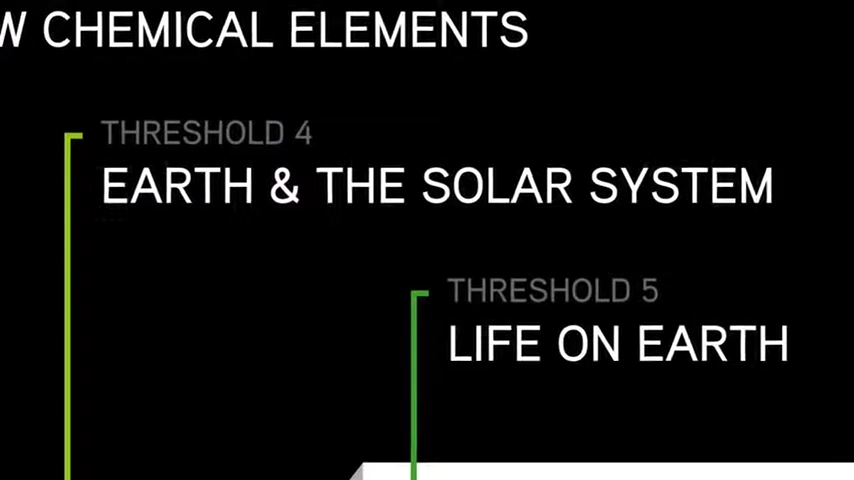 W CHEMICAL ELEMENTS
THRESHOLD 4
EARTH & THE SOLAR SYSTEM
THRESHOLD 5
LIFE ON EARTH